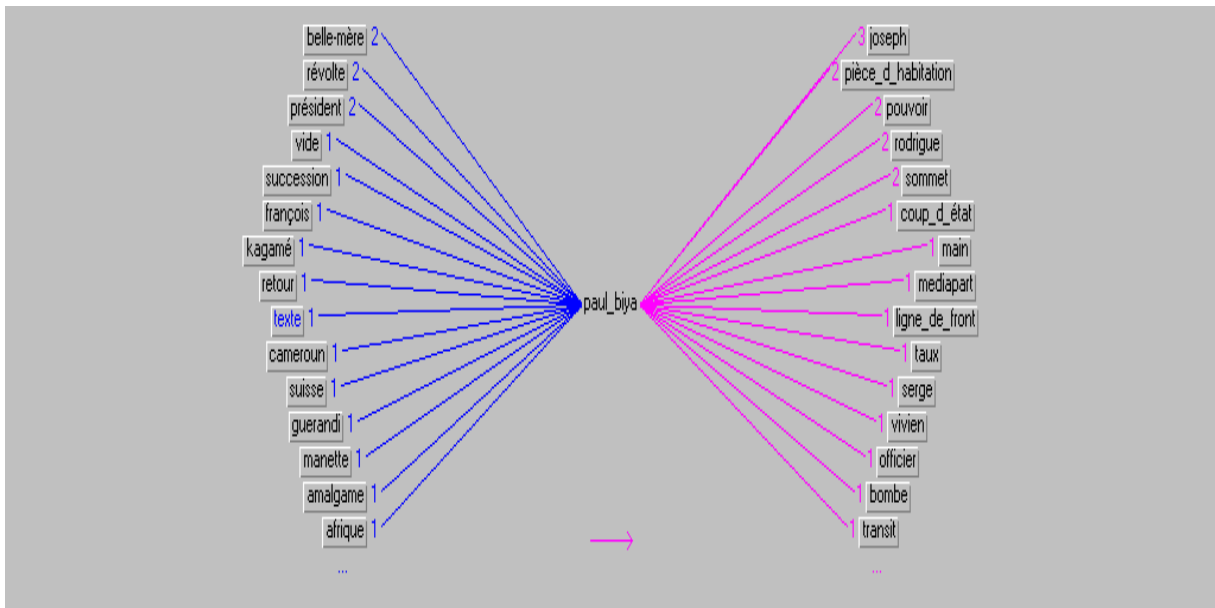 belle-mère 2
révolte 2
président 2
vide 1
succession 1
françois 1
kagamé 1
retour 1
texte 1
cameroun 1
suisse 1
guerandi 1
manette 1
amalgame 1
afrique 1
...
paul_biya
3 joseph
2 pièce_d_habitation
2 pouvoir
2 rodrigue
2 sommet
1 coup_d_état
1 main
1 mediapart
1 ligne_de_front
1 taux
1 serge
1 vivien
1 officier
1 bombe
1 transit
...